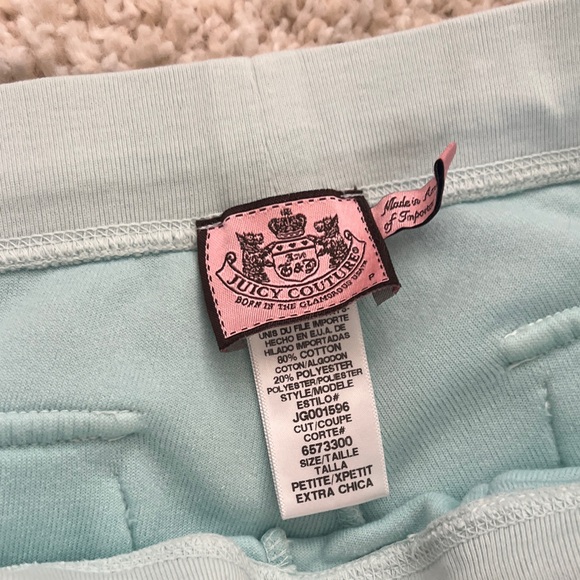 Made in Am
of Importe
JUICY COUTURE
BORN IN THE GLAMOROUS USA
P
UNIS DU FILE IMPORTE
HECHO EN E.U.A. DE
HILADO IMPORTADAS
80% COTTON
COTON/ALGODON
20% POLYESTER
POLYESTER/POLIESTER
STYLE/MODELE
ESTILO#
JG001596
CUT/COUPE
CORTE#
6573300
SIZE/TAILLE
TALLA
PETITE/XPETIT
EXTRA CHICA